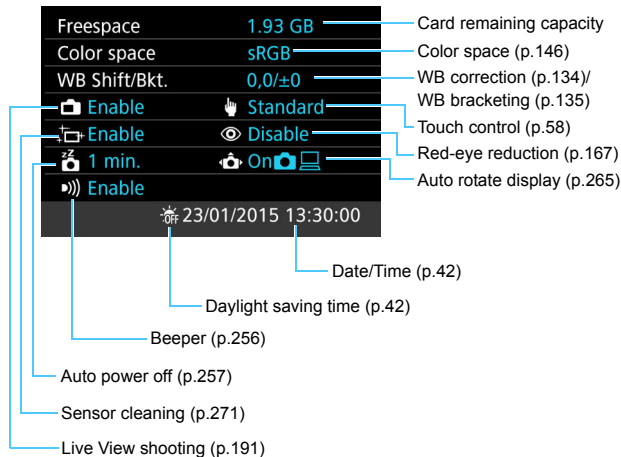 Freespace 1.93 GB
Color space sRGB
WB Shift/Bkt. 0,0/±0
Enable Standard
Enable Disable
zz 1 min. On
Enable
OFF 23/01/2015 13:30:00
Card remaining capacity
Color space (p.146)
WB correction (p.134)/
WB bracketing (p.135)
Touch control (p.58)
Red-eye reduction (p.167)
Auto rotate display (p.265)
Date/Time (p.42)
Daylight saving time (p.42)
Beeper (p.256)
Auto power off (p.257)
Sensor cleaning (p.271)
Live View shooting (p.191)